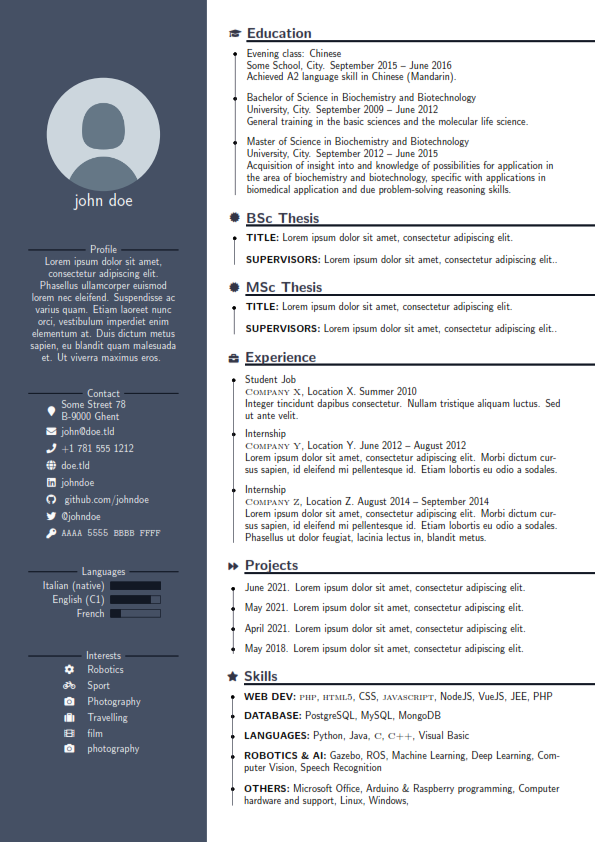 john doe
Profile
Lorem ipsum dolor sit amet,
consectetur adipiscing elit.
Phasellus ullamcorper euismod
lorem nec eleifend. Suspendisse ac
varius quam. Etiam laoreet nunc
orci, vestibulum imperdiet enim
elementum at. Duis dictum metus
sapien, eu blandit quam malesuada
et. Ut viverra maximus eros.
Contact
Some Street 78
B-9000 Ghent
john@doe.tld
+1 781 555 1212
doe.tld
johndoe
github.com/johndoe
@johndoe
AAAA 5555 BBBB FFFF
Languages
Italian (native)
English (C1)
French
Interests
Robotics
Sport
Photography
Travelling
film
photography
Education
Evening class: Chinese
Some School, City. September 2015 – June 2016
Achieved A2 language skill in Chinese (Mandarin).
Bachelor of Science in Biochemistry and Biotechnology
University, City. September 2009 – June 2012
General training in the basic sciences and the molecular life science.
Master of Science in Biochemistry and Biotechnology
University, City. September 2012 – June 2015
Acquisition of insight into and knowledge of possibilities for application in
the area of biochemistry and biotechnology, specific with applications in
biomedical application and due problem-solving reasoning skills.
BSc Thesis
TITLE: Lorem ipsum dolor sit amet, consectetur adipiscing elit.
SUPERVISORS: Lorem ipsum dolor sit amet, consectetur adipiscing elit..
MSc Thesis
TITLE: Lorem ipsum dolor sit amet, consectetur adipiscing elit.
SUPERVISORS: Lorem ipsum dolor sit amet, consectetur adipiscing elit..
Experience
Student Job
Company X, Location X. Summer 2010
Integer tincidunt dapibus consectetur. Nullam tristique aliquam luctus. Sed
ut ante velit.
Internship
Company Y, Location Y. June 2012 – August 2012
Lorem ipsum dolor sit amet, consectetur adipiscing elit. Morbi dictum cur-
sus sapien, id eleifend mi pellentesque id. Etiam lobortis eu odio a sodales.
Internship
Company Z, Location Z. August 2014 – September 2014
Lorem ipsum dolor sit amet, consectetur adipiscing elit. Morbi dictum cur-
sus sapien, id eleifend mi pellentesque id. Etiam lobortis eu odio a sodales.
Phasellus ut dolor feugiat, lacinia lectus in, blandit metus.
Projects
June 2021. Lorem ipsum dolor sit amet, consectetur adipiscing elit.
May 2021. Lorem ipsum dolor sit amet, consectetur adipiscing elit.
April 2021. Lorem ipsum dolor sit amet, consectetur adipiscing elit.
May 2018. Lorem ipsum dolor sit amet, consectetur adipiscing elit.
Skills
WEB DEV: php, html5, CSS, javascript, NodeJS, VueJS, JEE, PHP
DATABASE: PostgreSQL, MySQL, MongoDB
LANGUAGES: Python, Java, C, C++, Visual Basic
ROBOTICS & AI: Gazebo, ROS, Machine Learning, Deep Learning, Com-
puter Vision, Speech Recognition
OTHERS: Microsoft Office, Arduino & Raspberry programming, Computer
hardware and support, Linux, Windows,